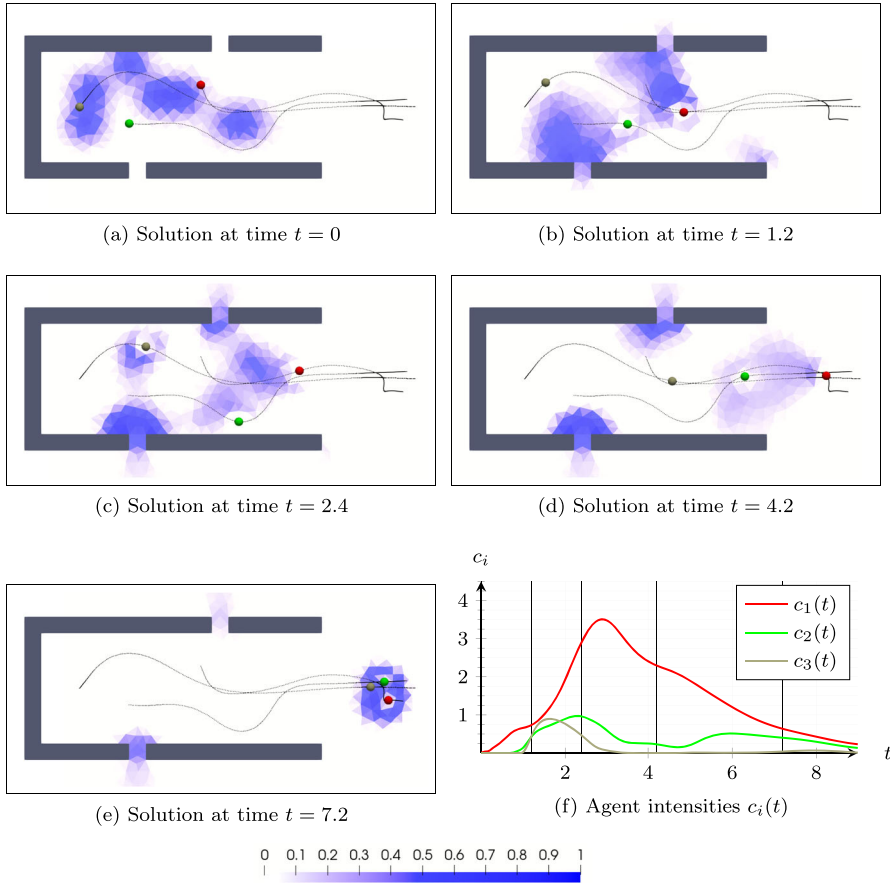 (a) Solution at time t = 0
(b) Solution at time t = 1.2
(c) Solution at time t = 2.4
(d) Solution at time t = 4.2
c_i
4
3
2
1
c_1(t)
c_2(t)
c_3(t)
2 4 6 8 t
(e) Solution at time t = 7.2
(f) Agent intensities c_i(t)
0 0.1 0.2 0.3 0.4 0.5 0.6 0.7 0.8 0.9 1